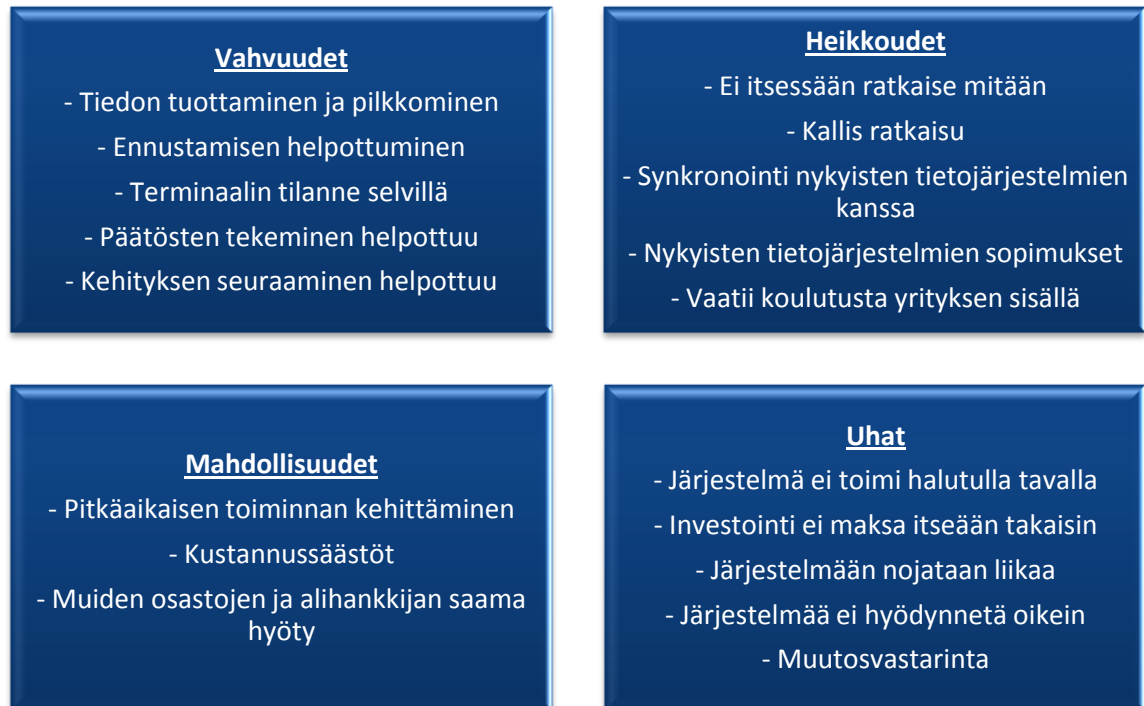 Vahvuudet
- Tiedon tuottaminen ja pilkkominen
- Ennustamisen helpottuminen
- Terminaalin tilanne selvillä
- Päätösten tekeminen helpottuu
- Kehityksen seuraaminen helpottuu
Heikkoudet
- Ei itsessään ratkaise mitään
- Kallis ratkaisu
- Synkronointi nykyisten tietojärjestelmien
kanssa
- Nykyisten tietojärjestelmien sopimukset
- Vaatii koulutusta yrityksen sisällä
Mahdollisuudet
- Pitkäaikaisen toiminnan kehittäminen
- Kustannussäästöt
- Muiden osastojen ja alihankkijan saama
hyöty
Uhat
- Järjestelmä ei toimi halutulla tavalla
- Investointi ei maksa itseään takaisin
- Järjestelmään nojataan liikaa
- Järjestelmää ei hyödynnetä oikein
- Muutosvastarinta